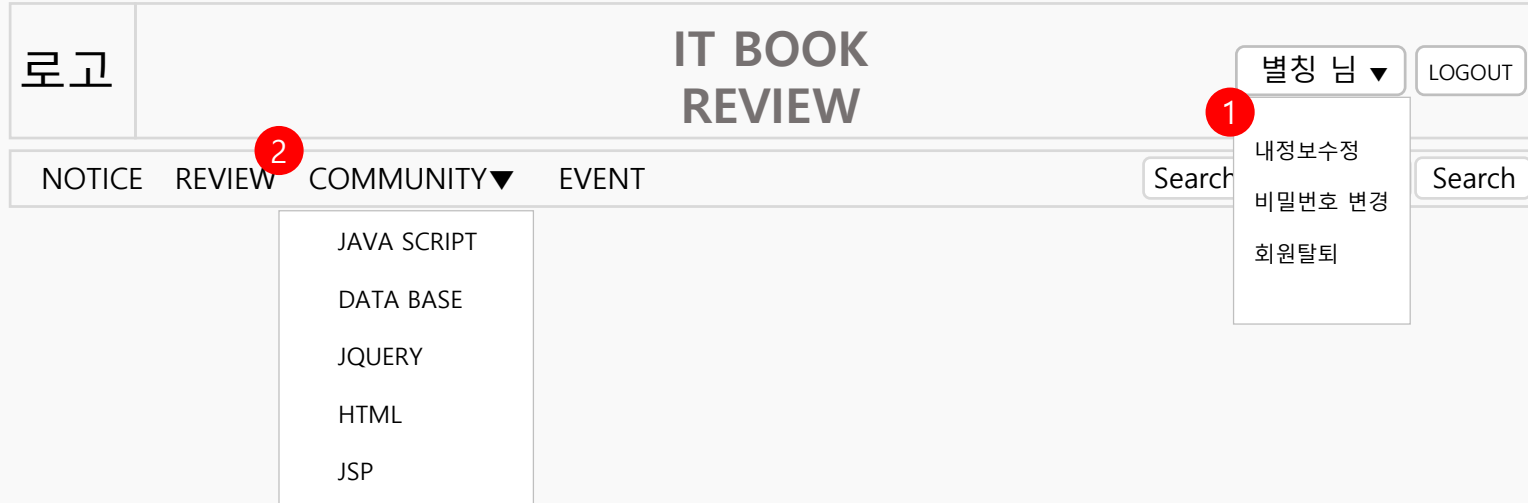 로고
IT BOOK
REVIEW
별칭 님 ▼
LOGOUT
1
내정보수정
비밀번호 변경
회원탈퇴
2
NOTICE REVIEW COMMUNITY▼ EVENT
Search
Search
JAVA SCRIPT
DATA BASE
JQUERY
HTML
JSP